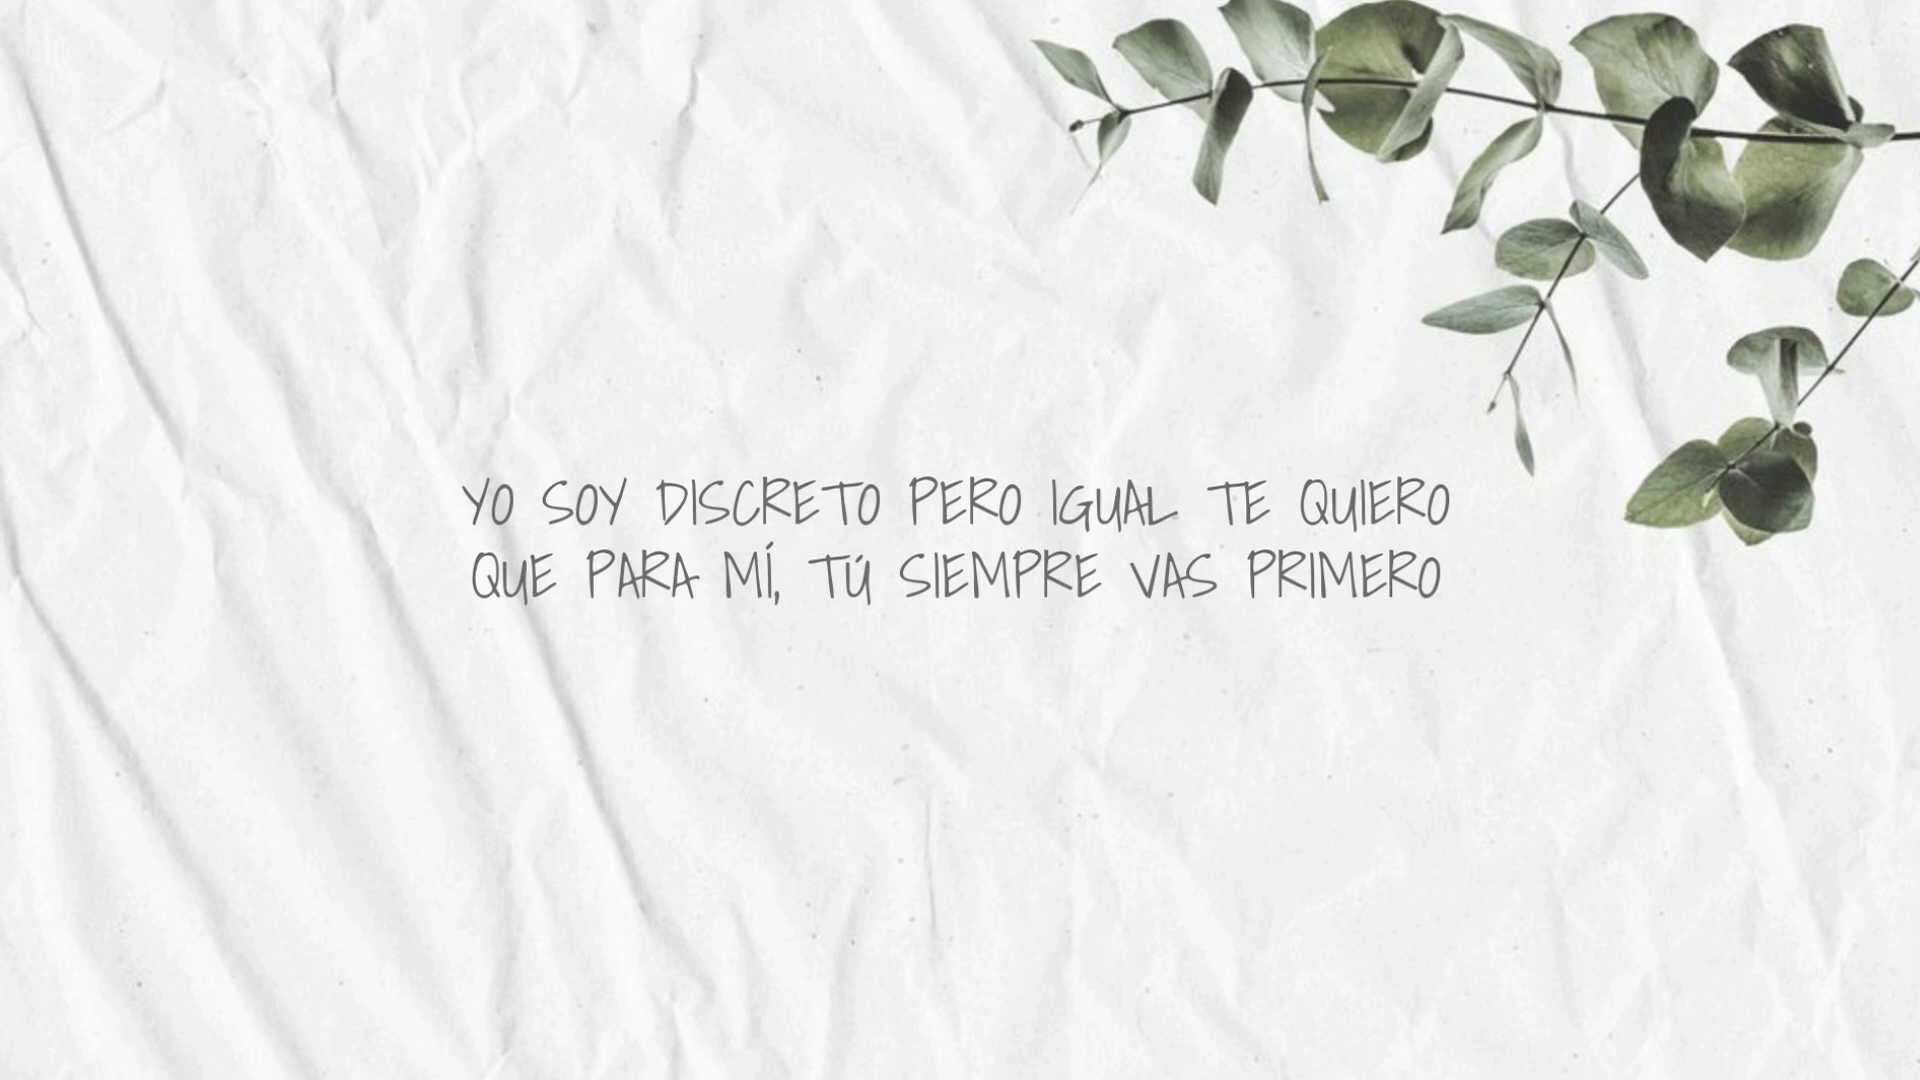 YO SOY DISCRETO PERO IGUAL TE QUIERO
QUE PARA MÍ, TÚ SIEMPRE VAS PRIMERO